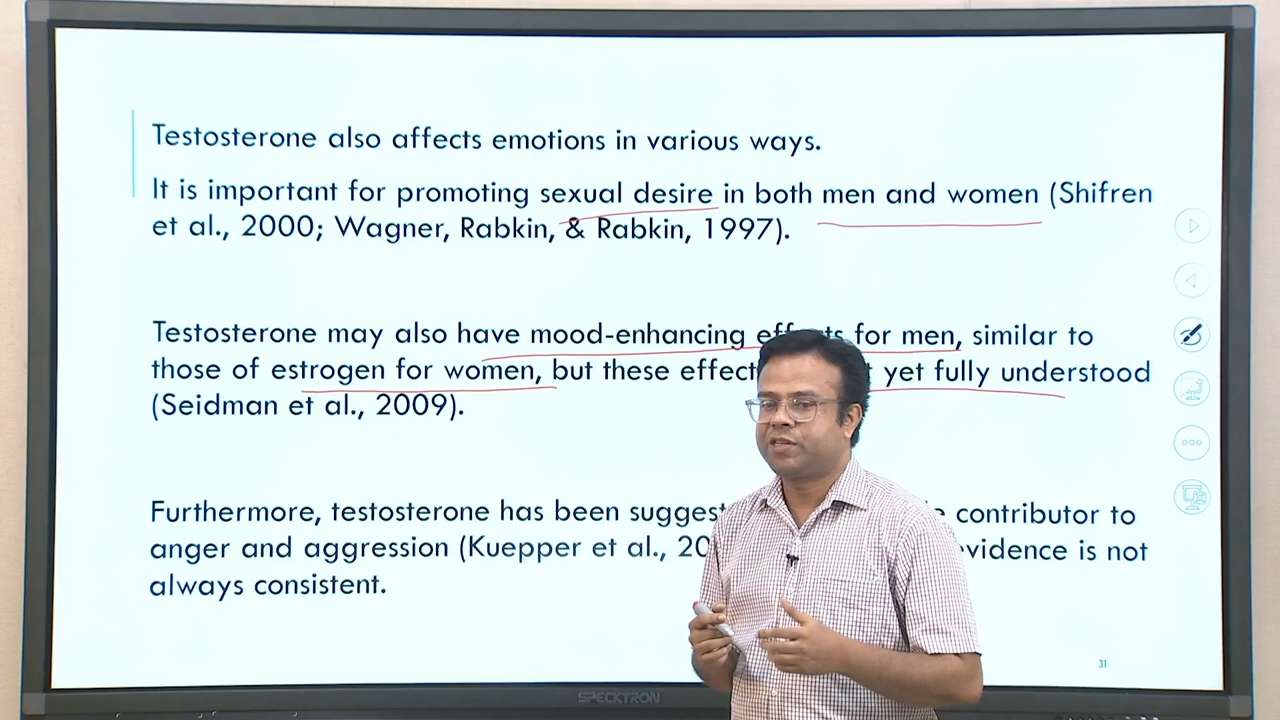 Testosterone also affects emotions in various ways.
It is important for promoting sexual desire in both men and women (Shifren
et al., 2000; Wagner, Rabkin, & Rabkin, 1997).
Testosterone may also have mood-enhancing effects for men, similar to
those of estrogen for women, but these effect yet fully understood
(Seidman et al., 2009).
Furthermore, testosterone has been suggest contributor to
anger and aggression (Kuepper et al., 20 evidence is not
always consistent.
31
SPECKTRON